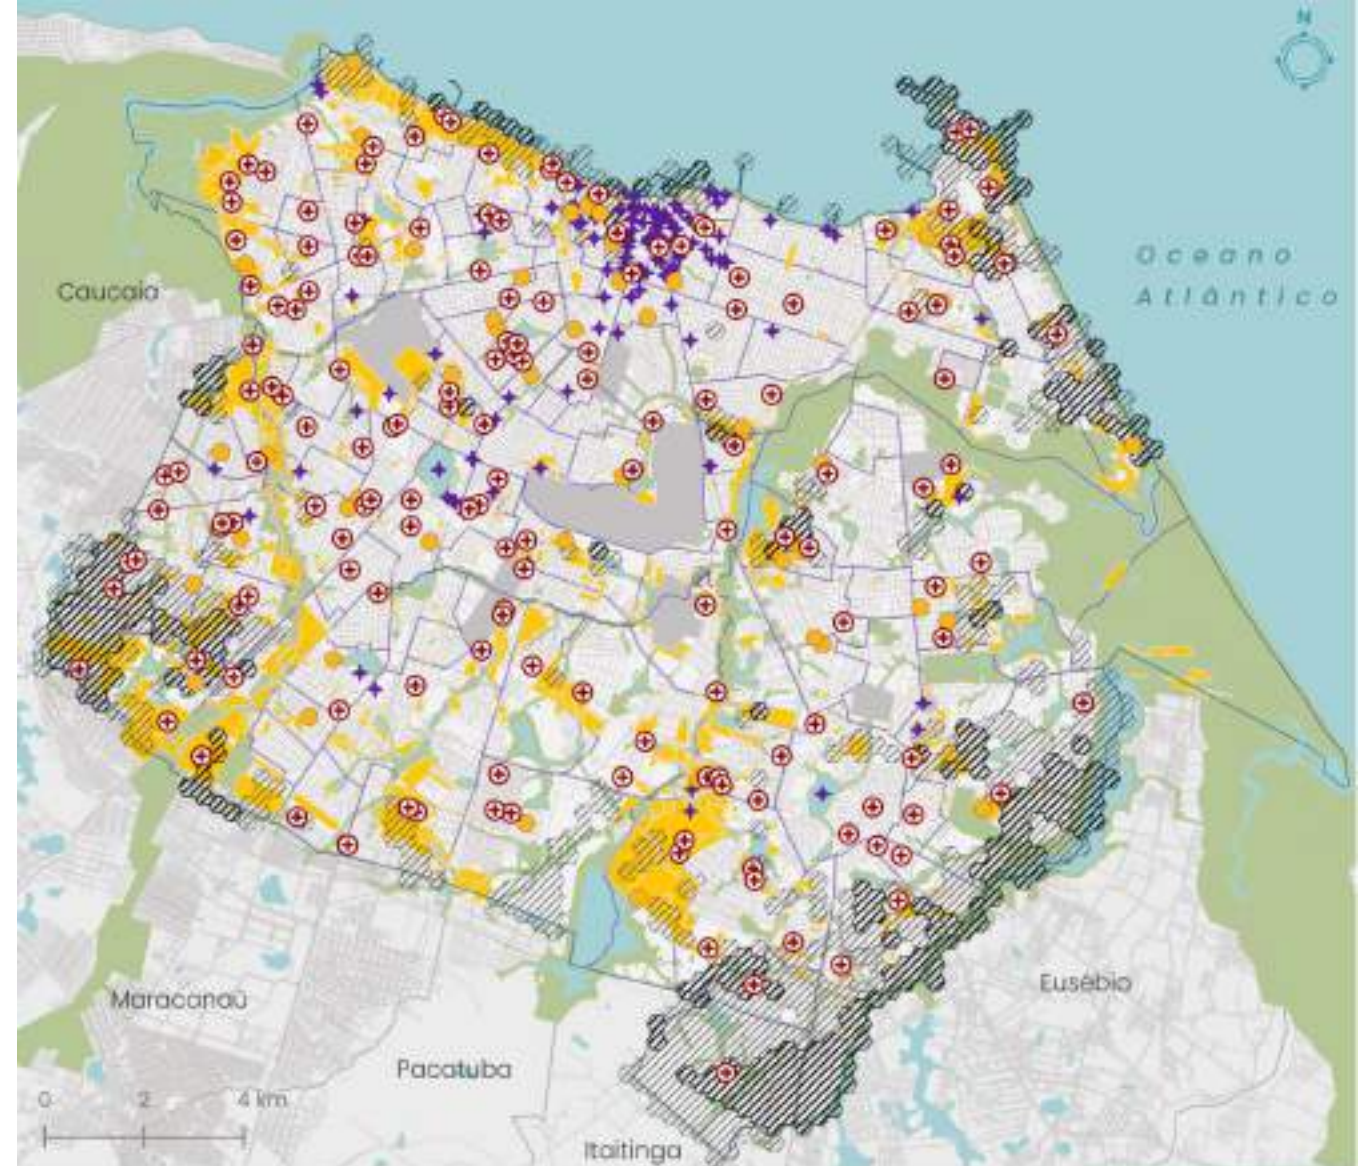 N
Oceano
Atlântico
Caucaia
Maracanaú
Eusébio
Pacatuba
0 2 4 km
Itaitinga